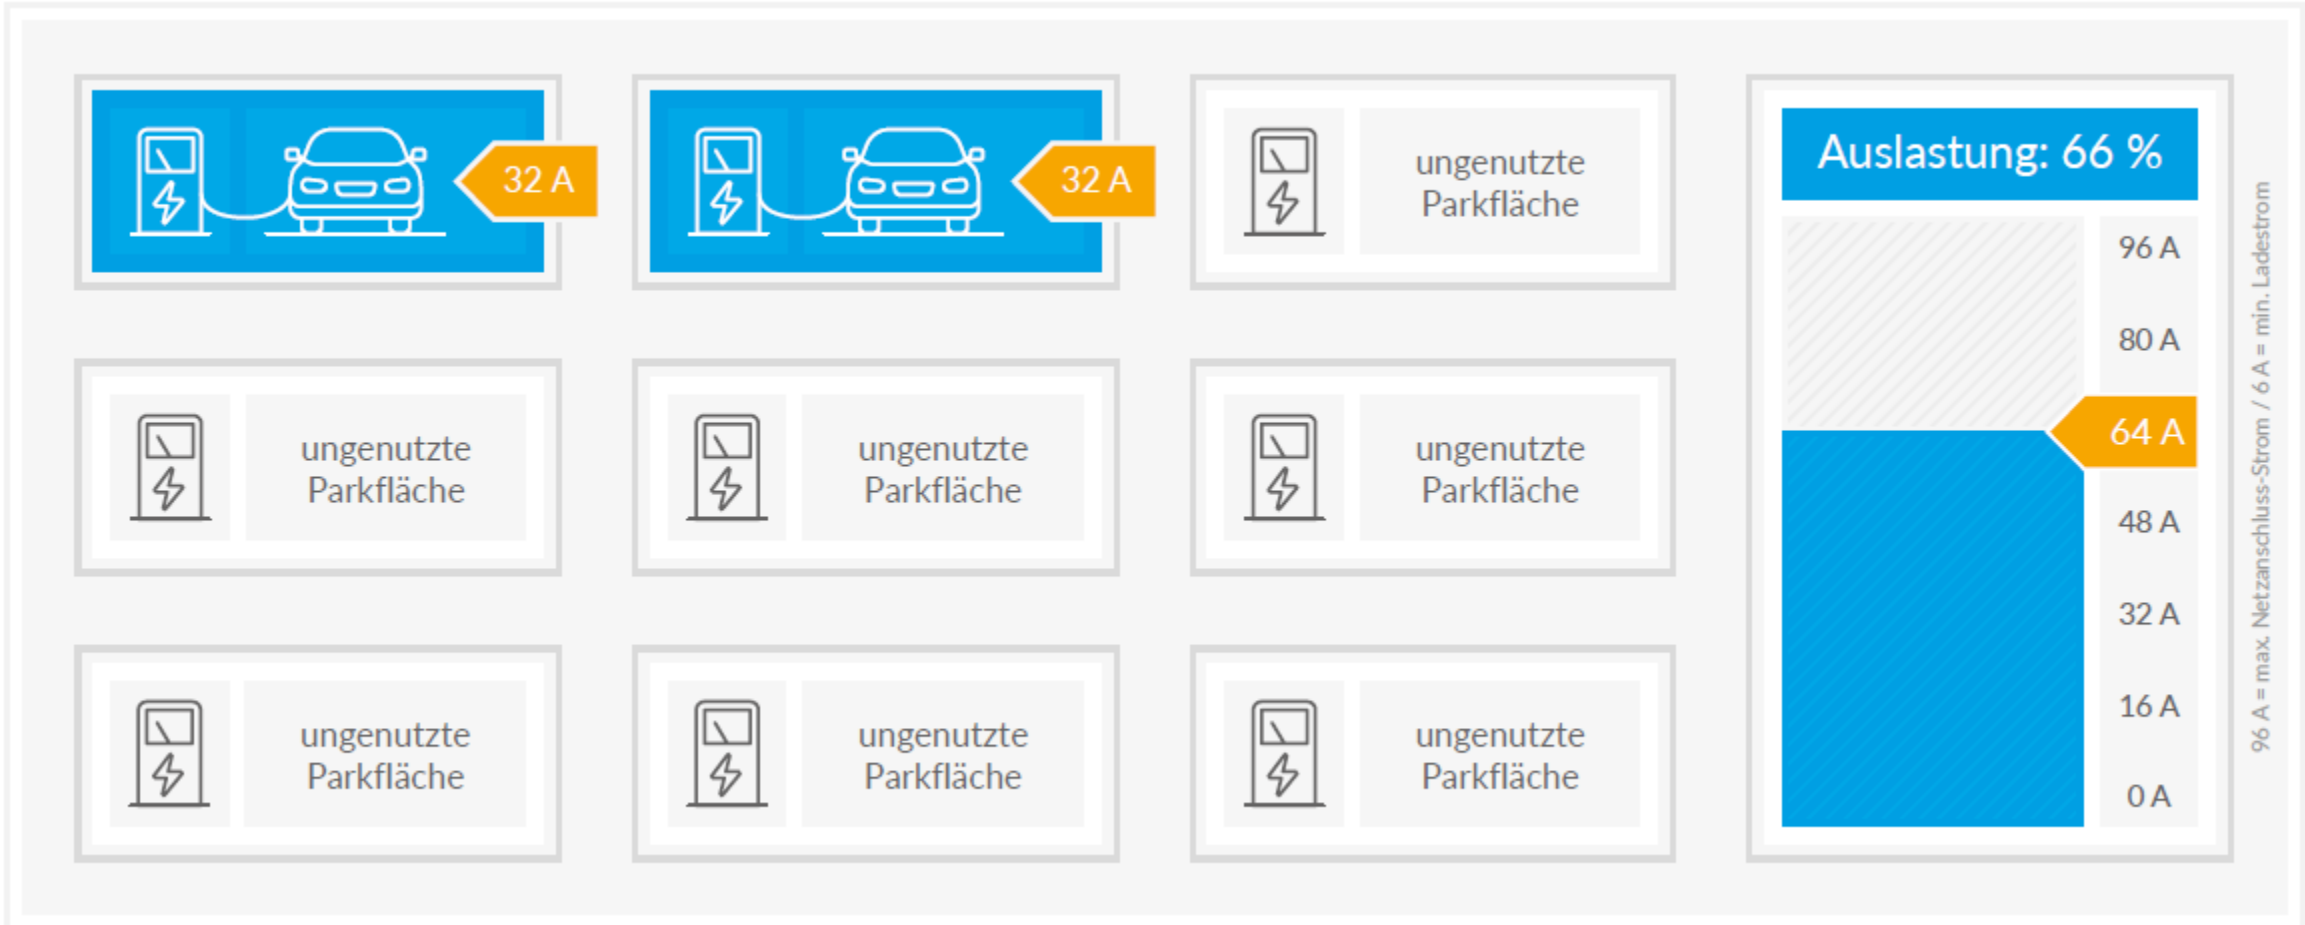 32 A
32 A
ungenutzte
Parkfläche
ungenutzte
Parkfläche
ungenutzte
Parkfläche
ungenutzte
Parkfläche
ungenutzte
Parkfläche
ungenutzte
Parkfläche
ungenutzte
Parkfläche
Auslastung: 66 %
96 A
80 A
64 A
48 A
32 A
16 A
0 A
96 A = max. Netzanschluss-Strom / 6 A = min. Ladestrom